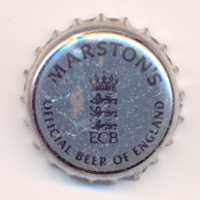 MARSTON'S
ECB
OFFICIAL BEER OF ENGLAND